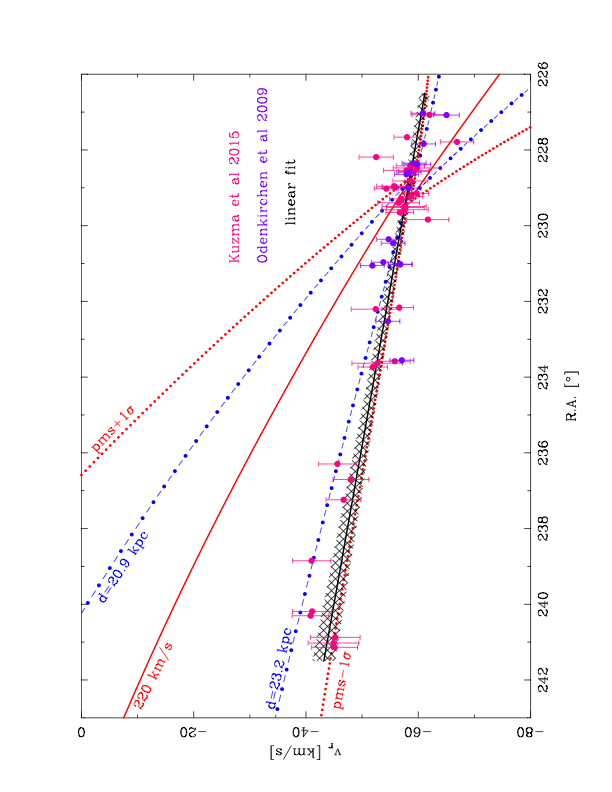 Kuzma et al 2015
Odenkirchen et al 2009
linear fit
pms+1σ
d=20.9 kpc
220 km/s
d=23.2 kpc
pms−1σ
226
228
230
232
234
236
238
240
242
R.A. [°]
0
−20
−40
−60
−80
v_r [km/s]